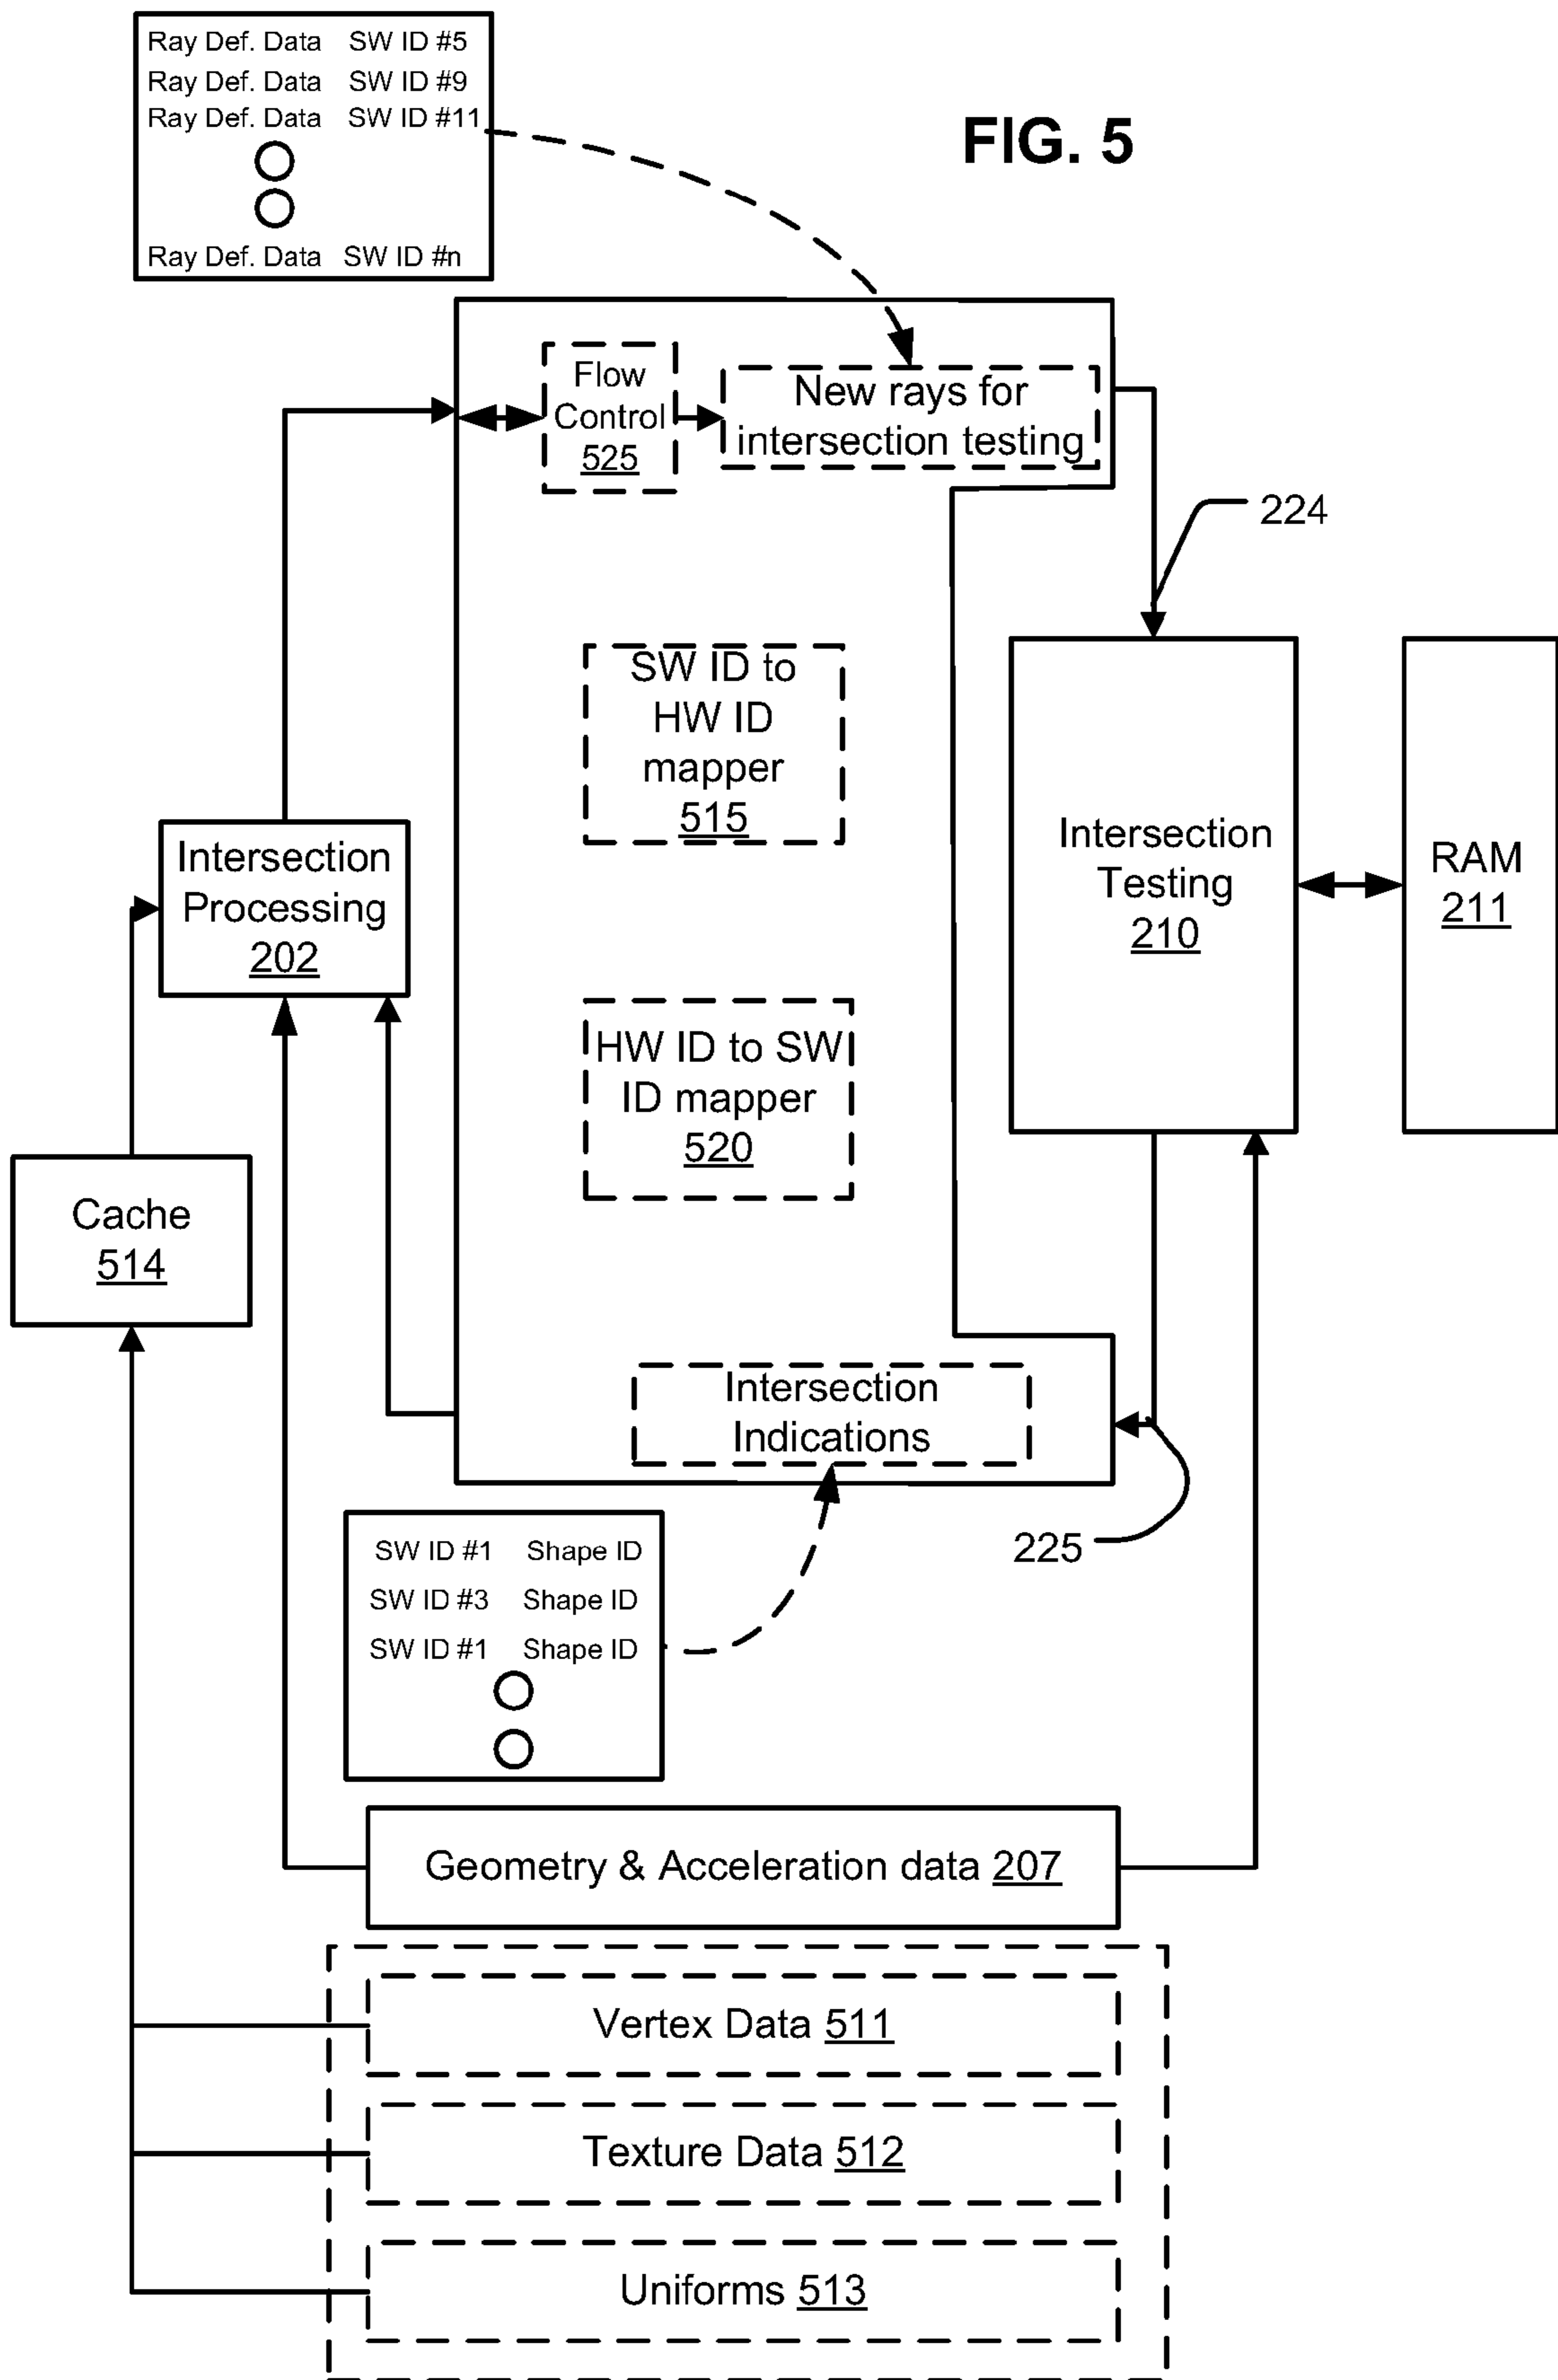 Ray Def. Data SW ID #5
Ray Def. Data SW ID #9
Ray Def. Data SW ID #11
Ray Def. Data SW ID #n
FIG. 5
Flow
Control
525
New rays for
intersection testing
224
SW ID to
HW ID
mapper
515
Intersection
Processing
202
Intersection
Testing
210
RAM
211
HW ID to SW
ID mapper
520
Cache
514
Intersection
Indications
225
SW ID #1 Shape ID
SW ID #3 Shape ID
SW ID #1 Shape ID
Geometry & Acceleration data 207
Vertex Data 511
Texture Data 512
Uniforms 513